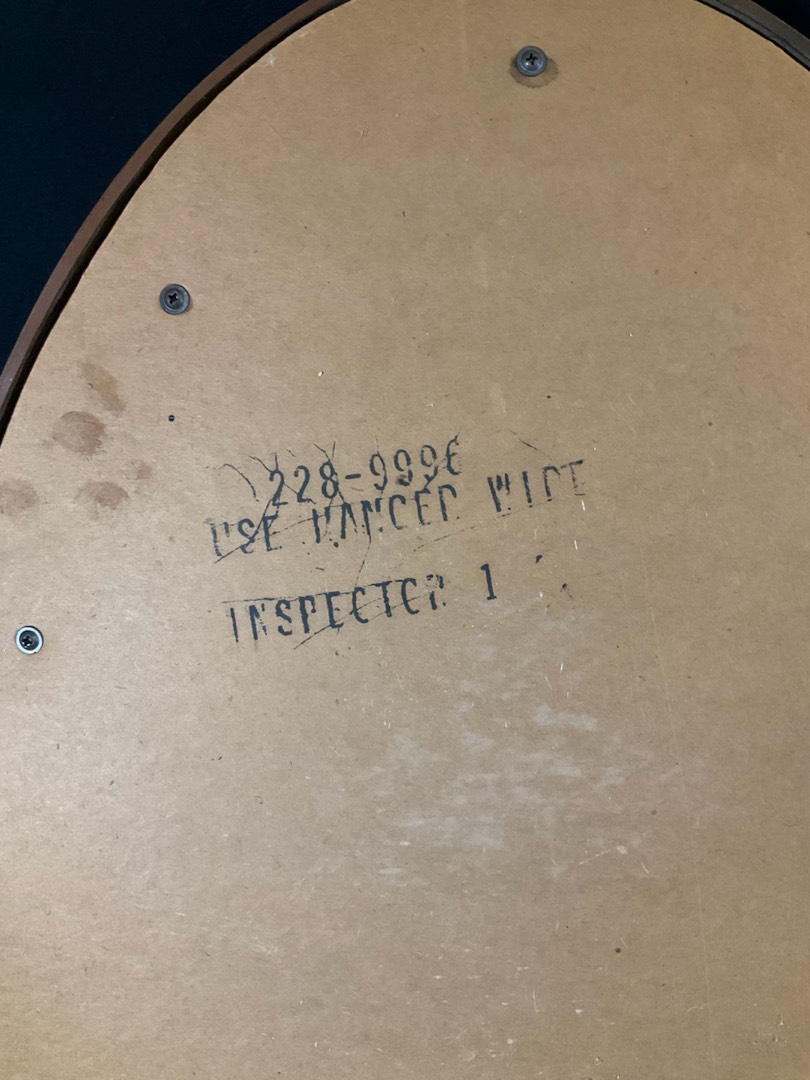 228-9996
USE HANGER WIRE
INSPECTOR 1